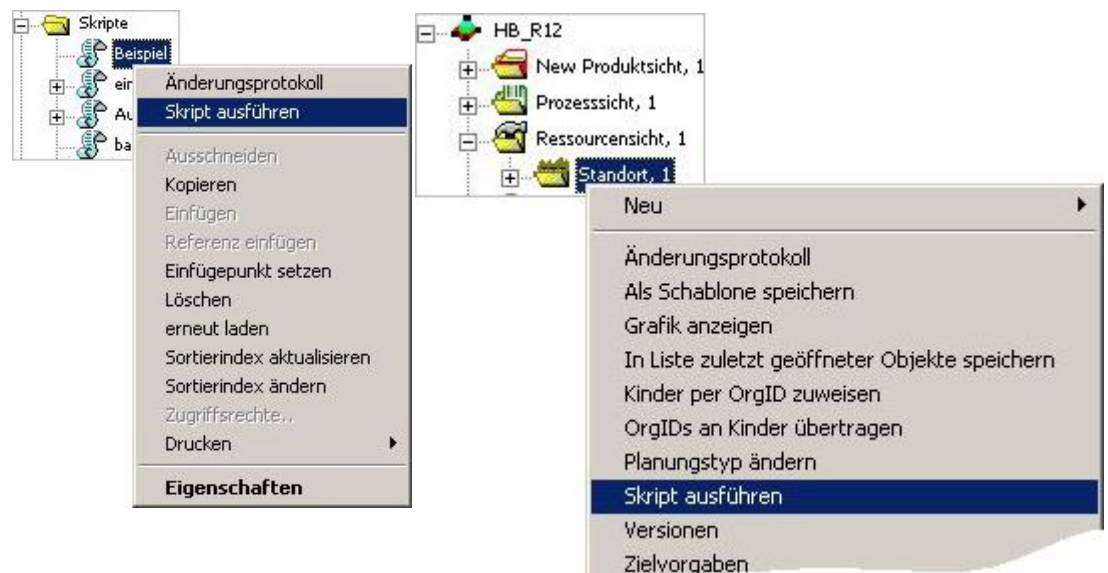 Skripte
Beispiel
ein
Au
ba
Änderungsprotokoll
Skript ausführen
Ausschneiden
Kopieren
Einfügen
Referenz einfügen
Einfügepunkt setzen
Löschen
erneut laden
Sortierindex aktualisieren
Sortierindex ändern
Zugriffsrechte..
Drucken
Eigenschaften
HB_R12
New Produktsicht, 1
Prozesssicht, 1
Ressourcensicht, 1
Standort, 1
Neu
Änderungsprotokoll
Als Schablone speichern
Grafik anzeigen
In Liste zuletzt geöffneter Objekte speichern
Kinder per OrgID zuweisen
OrgIDs an Kinder übertragen
Planungstyp ändern
Skript ausführen
Versionen
Zielvorgaben